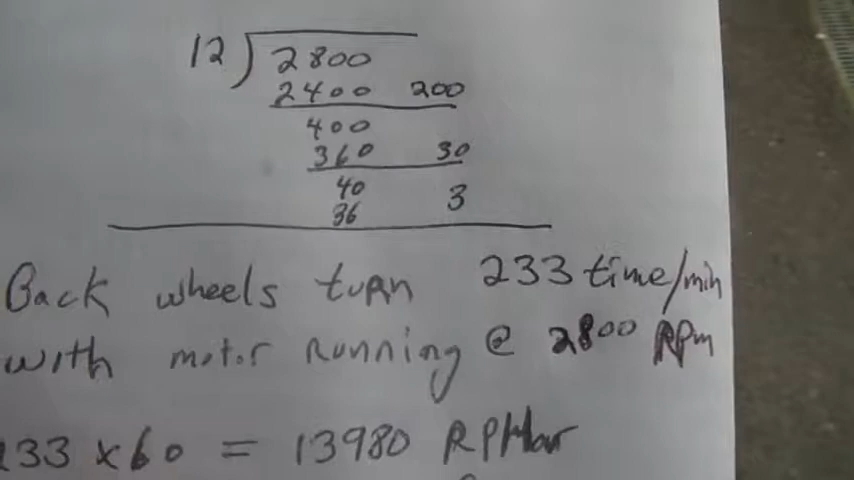 12 2800
2400 200
400
360 30
40 3
36
Back wheels turn 233 time/min
with motor running @ 2800 RPm
233 x 60 = 13980 RPHour